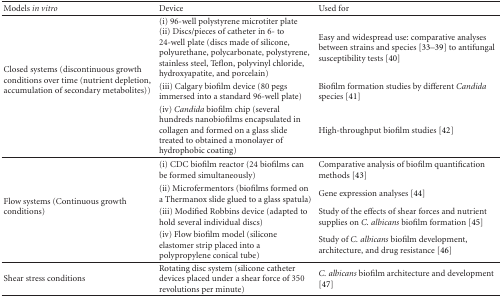 Models in vitro Device Used for
(i) 96-well polystyrene microtiter plate
(ii) Discs/pieces of catheter in 6- to
24-well plate (discs made of silicone,
polyurethane, polycarbonate, polystyrene,
stainless steel, Teflon, polyvinyl chloride,
hydroxyapatite, and porcelain)
Easy and widespread use: comparative analyses
between strains and species [33–39] to antifungal
susceptibility tests [40]
Closed systems (discontinuous growth
conditions over time (nutrient depletion,
accumulation of secondary metabolites))
(iii) Calgary biofilm device (80 pegs
immersed into a standard 96-well plate)
Biofilm formation studies by different Candida
species [41]
(iv) Candida biofilm chip (several
hundreds nanobiofilms encapsulated in
collagen and formed on a glass slide
treated to obtained a monolayer of
hydrophobic coating)
High-throughput biofilm studies [42]
Flow systems (Continuous growth
conditions)
(i) CDC biofilm reactor (24 biofilms can
be formed simultaneously)
Comparative analysis of biofilm quantification
methods [43]
(ii) Microfermentors (biofilms formed on
a Thermanox slide glued to a glass spatula)
Gene expression analyses [44]
(iii) Modified Robbins device (adapted to
hold several individual discs)
Study of the effects of shear forces and nutrient
supplies on C. albicans biofilm formation [45]
(iv) Flow biofilm model (silicone
elastomer strip placed into a
polypropylene conical tube)
Study of C. albicans biofilm development,
architecture, and drug resistance [46]
Shear stress conditions
Rotating disc system (silicone catheter
devices placed under a shear force of 350
revolutions per minute)
C. albicans biofilm architecture and development
[47]